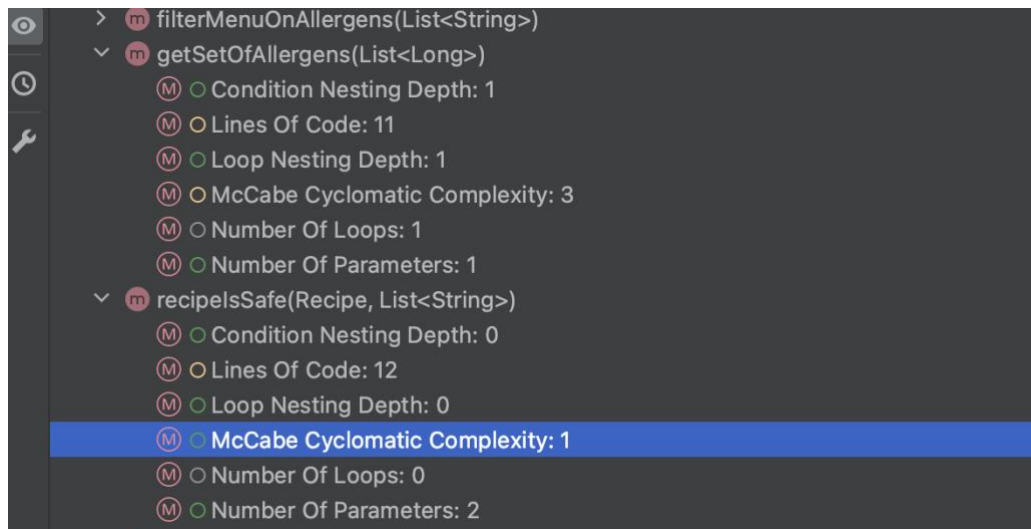 m filterMenuOnAllergens(List<String>)
m getSetOfAllergens(List<Long>)
M Condition Nesting Depth: 1
M Lines Of Code: 11
M Loop Nesting Depth: 1
M McCabe Cyclomatic Complexity: 3
M Number Of Loops: 1
M Number Of Parameters: 1
m recipeIsSafe(Recipe, List<String>)
M Condition Nesting Depth: 0
M Lines Of Code: 12
M Loop Nesting Depth: 0
M McCabe Cyclomatic Complexity: 1
M Number Of Loops: 0
M Number Of Parameters: 2